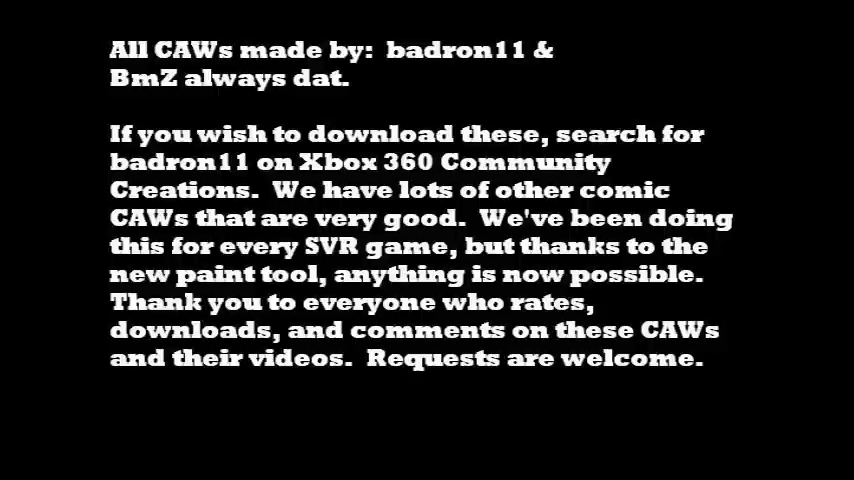 All CAWs made by:  badron11 &
BmZ always dat.
If you wish to download these, search for
badron11 on Xbox 360 Community
Creations.  We have lots of other comic
CAWs that are very good.  We've been doing
this for every SVR game, but thanks to the
new paint tool, anything is now possible.
Thank you to everyone who rates,
downloads, and comments on these CAWs
and their videos.  Requests are welcome.